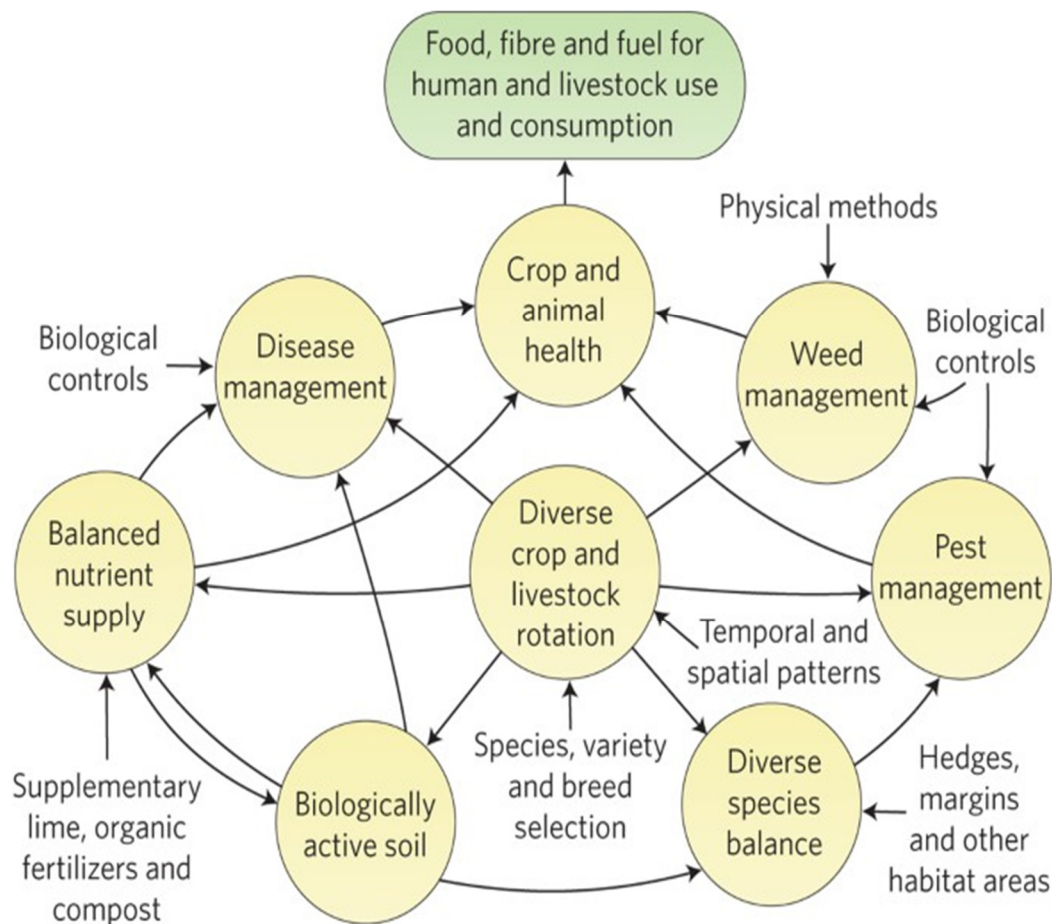 Food, fibre and fuel for
human and livestock use
and consumption
Physical methods
Crop and
animal
health
Biological
controls
Disease
management
Weed
management
Biological
controls
Balanced
nutrient
supply
Diverse
crop and
livestock
rotation
Pest
management
Temporal and
spatial patterns
Supplementary
lime, organic
fertilizers and
compost
Biologically
active soil
Species, variety
and breed
selection
Diverse
species
balance
Hedges,
margins
and other
habitat areas